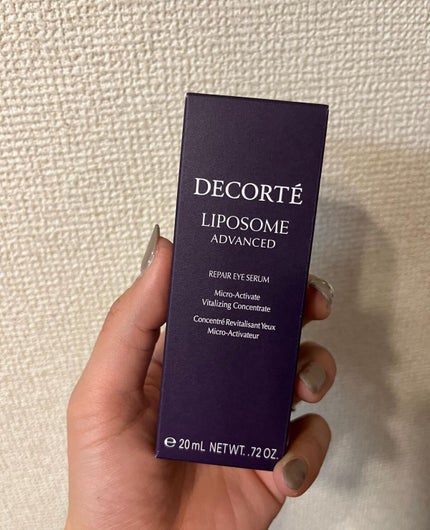 DECORTÉ
LIPOSOME
ADVANCED
REPAIR EYE SERUM
Micro-Activate
Vitalizing Concentrate
Concentré Revitalisant Yeux
Micro-Activateur
℮ 20 mL NET WT. .72 OZ.